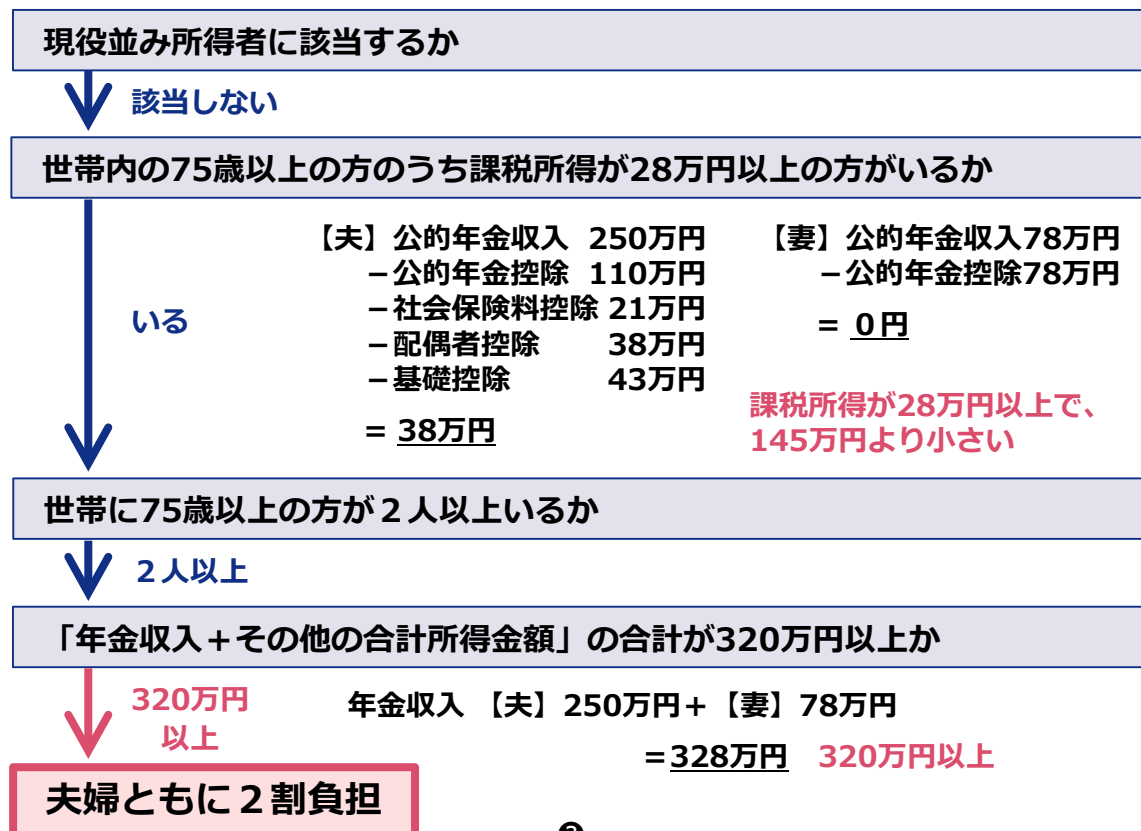 現役並み所得者に該当するか
該当しない
世帯内の75歳以上の方のうち課税所得が28万円以上の方がいるか
いる
【夫】公的年金収入 250万円
－公的年金控除 110万円
－社会保険料控除 21万円
－配偶者控除 38万円
－基礎控除 43万円
= 38万円
【妻】公的年金収入78万円
－公的年金控除78万円
= ０円
課税所得が28万円以上で、
145万円より小さい
世帯に75歳以上の方が２人以上いるか
２人以上
「年金収入＋その他の合計所得金額」の合計が320万円以上か
320万円
以上
年金収入 【夫】250万円＋【妻】78万円
＝328万円 320万円以上
夫婦ともに２割負担